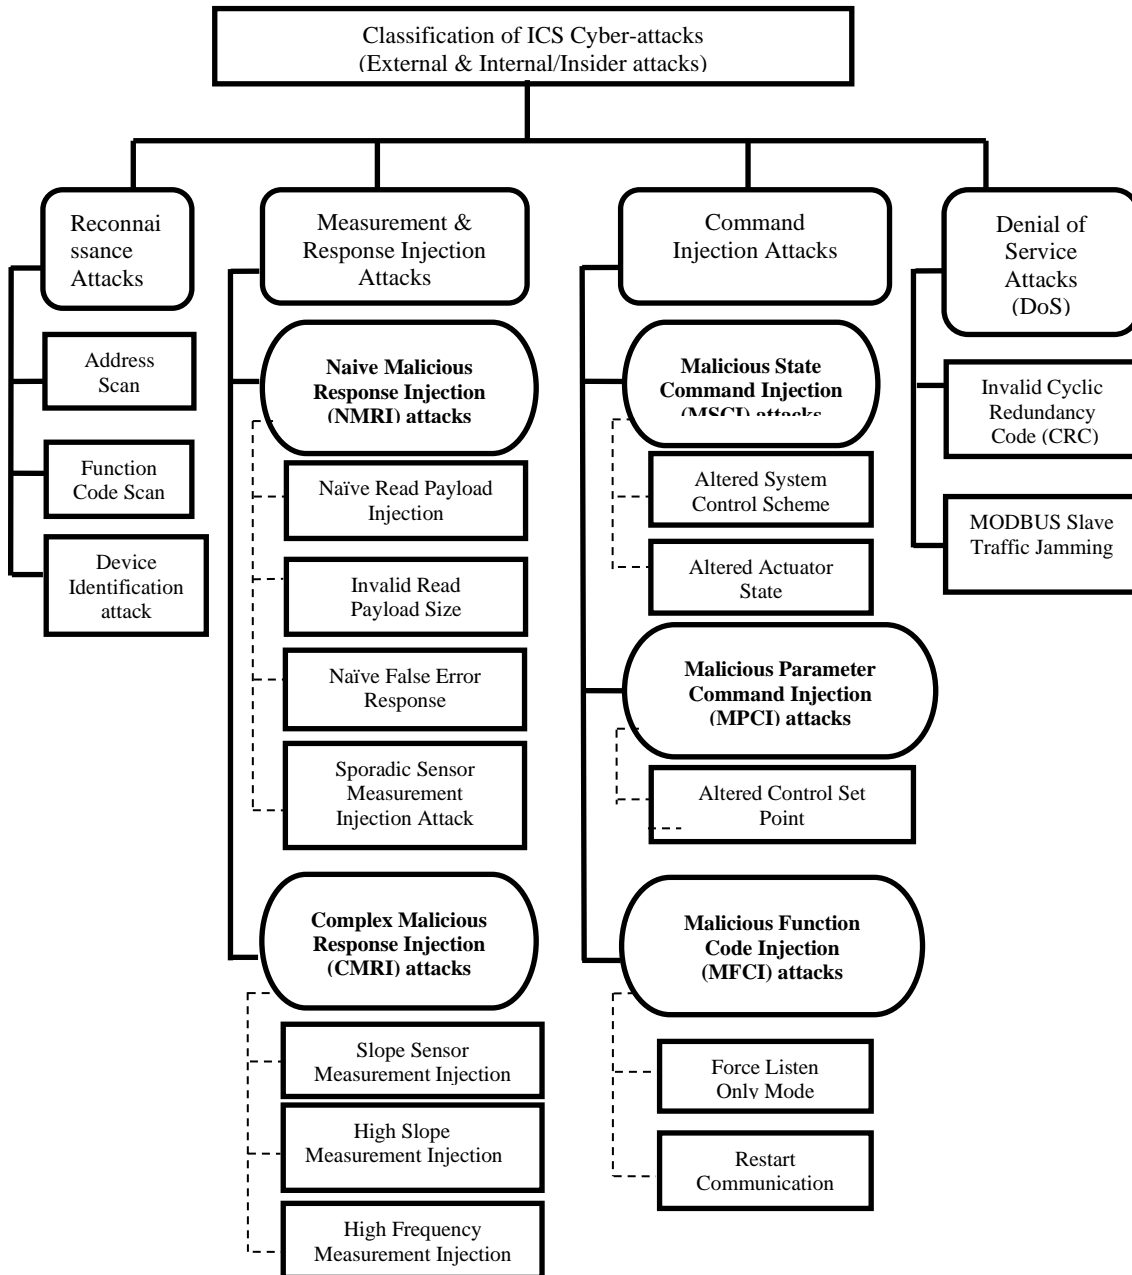 Classification of ICS Cyber-attacks
(External & Internal/Insider attacks)
Reconnai
ssance
Attacks
Address
Scan
Function
Code Scan
Device
Identification
attack
Measurement &
Response Injection
Attacks
Naive Malicious
Response Injection
(NMRI) attacks
Naïve Read Payload
Injection
Invalid Read
Payload Size
Naïve False Error
Response
Sporadic Sensor
Measurement
Injection Attack
Complex Malicious
Response Injection
(CMRI) attacks
Slope Sensor
Measurement Injection
High Slope
Measurement Injection
High Frequency
Measurement Injection
Command
Injection Attacks
Malicious State
Command Injection
(MSCI) attacks
Altered System
Control Scheme
Altered Actuator
State
Malicious Parameter
Command Injection
(MPCI) attacks
Altered Control Set
Point
Malicious Function
Code Injection
(MFCI) attacks
Force Listen
Only Mode
Restart
Communication
Denial of
Service
Attacks
(DoS)
Invalid Cyclic
Redundancy
Code (CRC)
MODBUS Slave
Traffic Jamming